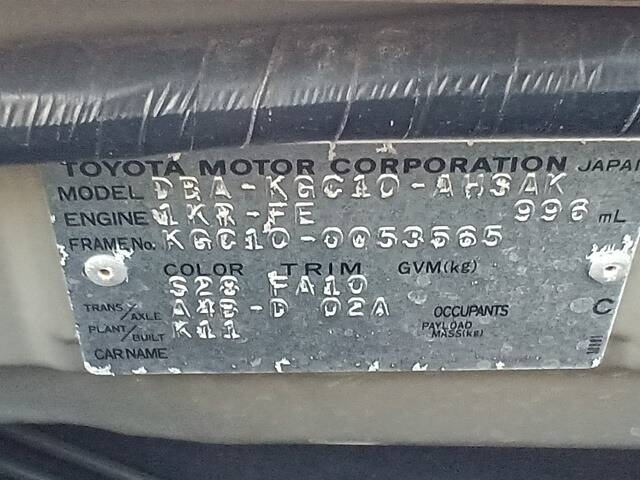 TOYOTA MOTOR CORPORATION JAPAN
MODEL DBA-KGC10-AHSAK
ENGINE 1KR-FE 996 mL
FRAME No. KGC10-0053565
COLOR TRIM GVM(kg)
S28 FA10
TRANS/AXLE A4B-D 02A OCCUPANTS C
PLANT/BUILT K11 PAYLOAD MASS(kg)
CAR NAME